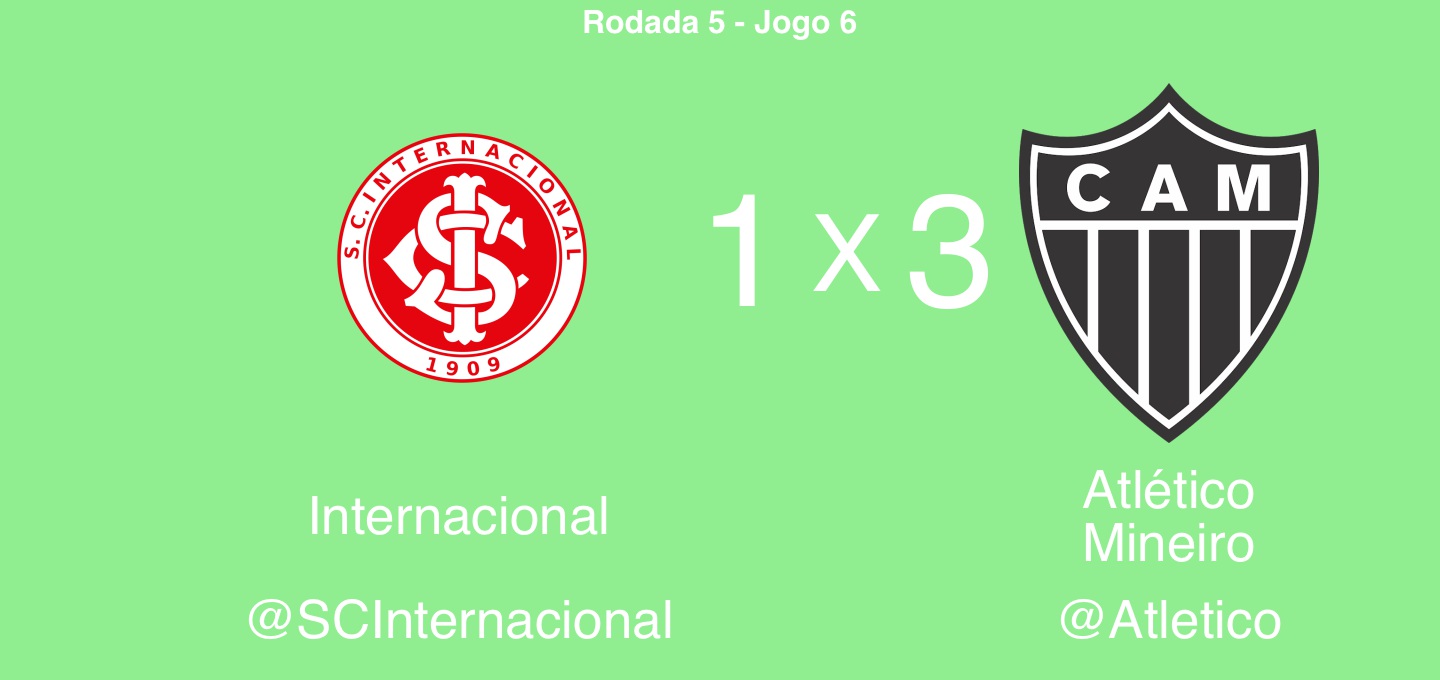 Rodada 5 - Jogo 6
S. C. INTERNACIONAL
1909
1 x 3
CAM
Internacional
Atlético
Mineiro
@SCInternacional
@Atletico